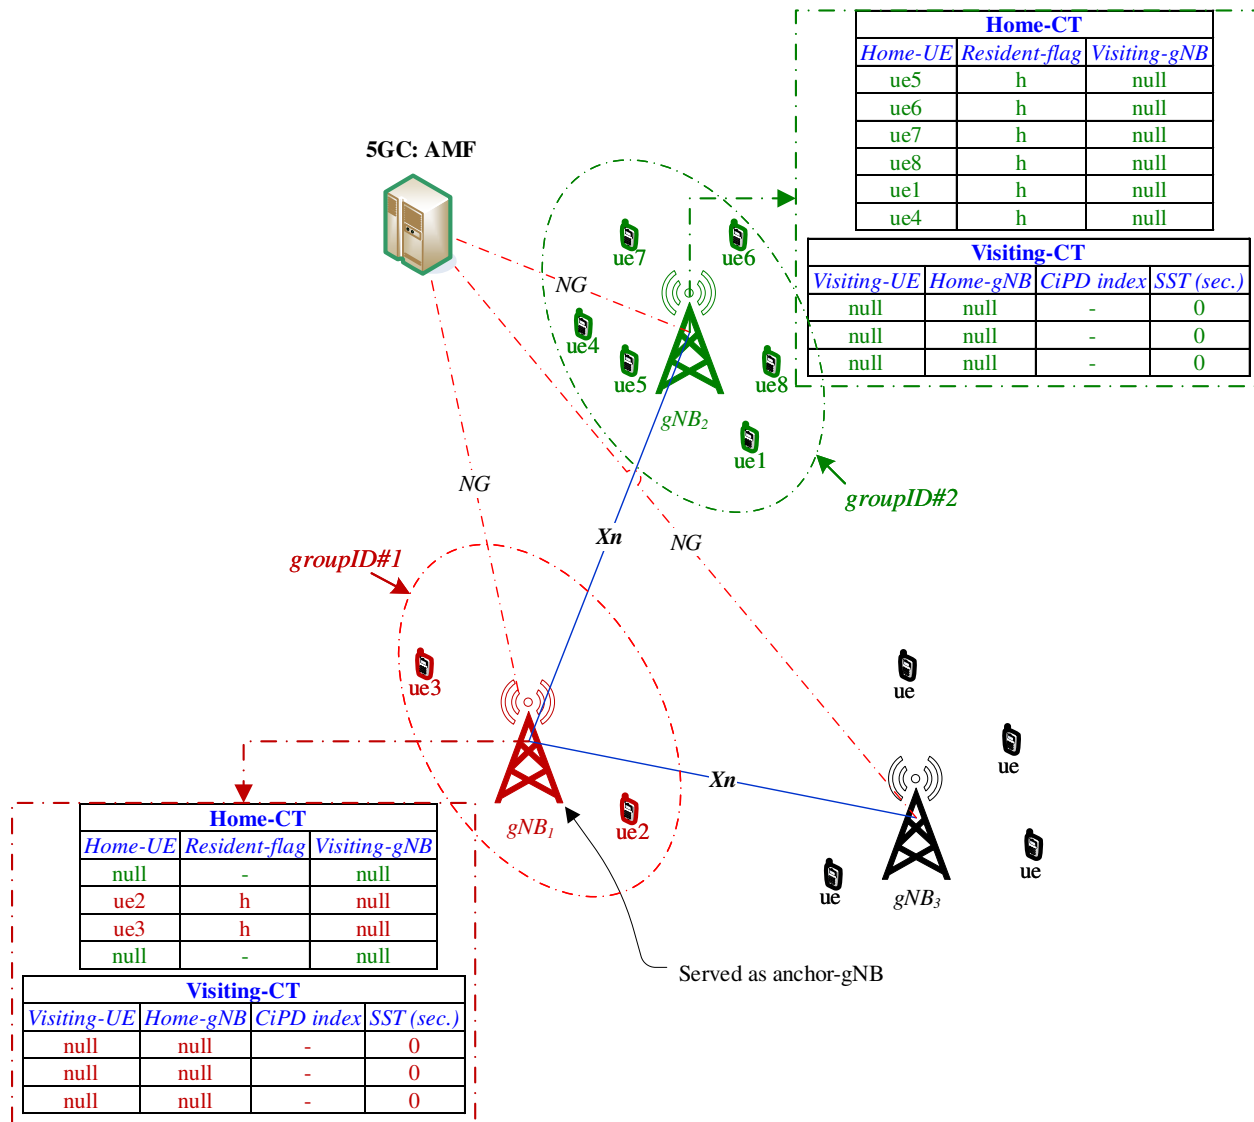 Home-CT
Home-UE Resident-flag Visiting-gNB
ue5 h null
ue6 h null
ue7 h null
ue8 h null
ue1 h null
ue4 h null
Visiting-CT
Visiting-UE Home-gNB CiPD index SST (sec.)
null null - 0
null null - 0
null null - 0
5GC: AMF
ue7 ue6
NG
ue4
ue5 ue8
gNB2
ue1
groupID#2
NG
Xn NG
groupID#1
ue3
ue
ue
Xn
gNB1 ue2
ue
ue
gNB3
Served as anchor-gNB
Home-CT
Home-UE Resident-flag Visiting-gNB
null - null
ue2 h null
ue3 h null
null - null
Visiting-CT
Visiting-UE Home-gNB CiPD index SST (sec.)
null null - 0
null null - 0
null null - 0